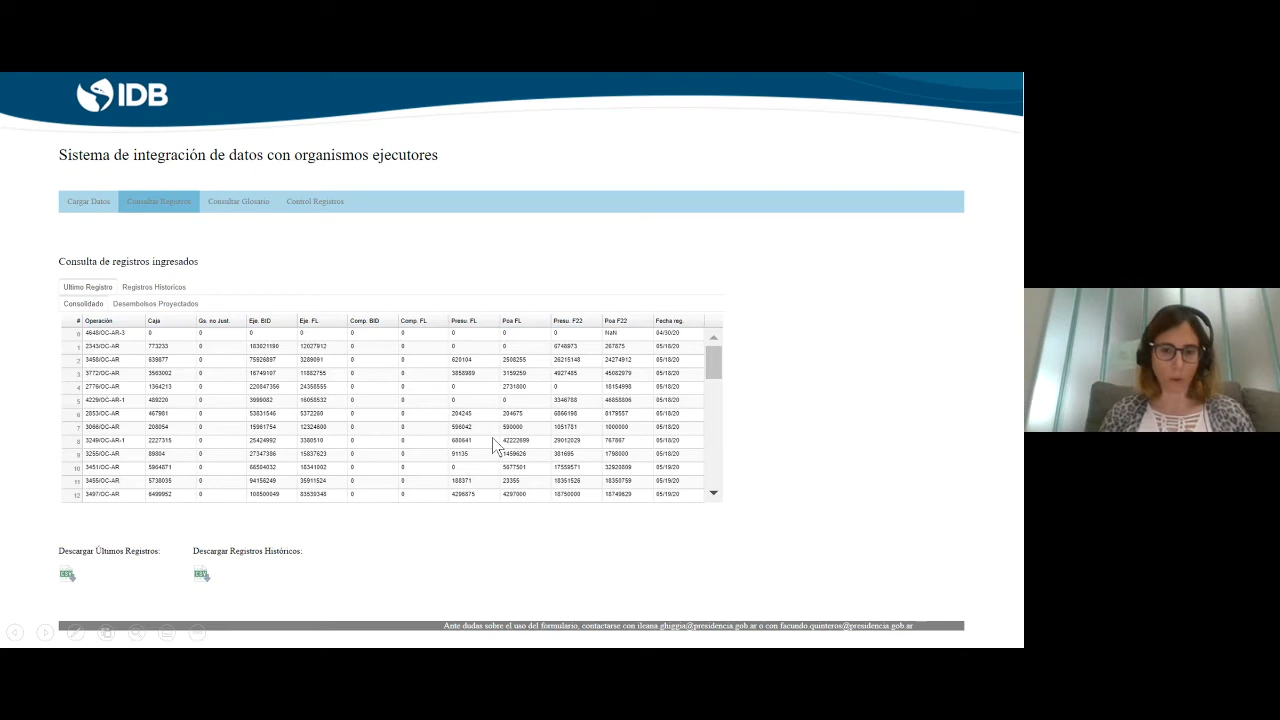 IDB
Sistema de integración de datos con organismos ejecutores
Cargar Datos Consultar Registros Consultar Glosario Control Registros
Consulta de registros ingresados
Ultimo Registro Registros Historicos
Consolidado Desembolsos Proyectados
# Operación Caja Gs. no Just. Eje. BID Eje. FL Comp. BID Comp. FL Presu. FL Poa FL Presu. F22 Poa F22 Fecha reg.
0 4648/OC-AR-3 0 0 0 0 0 0 0 0 0 NaN 04/30/20
1 2343/OC-AR 773233 0 183021190 12027912 0 0 0 0 6748973 267875 05/18/20
2 3458/OC-AR 639877 0 75926897 3289091 0 0 620104 2508255 26215148 24274912 05/18/20
3 3772/OC-AR 3563002 0 16749107 11882755 0 0 3858989 3159259 4927485 45082979 05/18/20
4 2776/OC-AR 1364213 0 220847356 24358555 0 0 0 2731800 0 18154998 05/18/20
5 4229/OC-AR-1 489220 0 3999082 16058532 0 0 0 0 3346788 46858806 05/18/20
6 2853/OC-AR 467981 0 53831546 5372260 0 0 204245 204675 6866198 8179557 05/18/20
7 3066/OC-AR 208054 0 15961754 12324600 0 0 596042 590000 1051781 1000000 05/18/20
8 3249/OC-AR-1 2227315 0 25424992 3380510 0 0 680641 42222699 29012029 767867 05/18/20
9 3255/OC-AR 89804 0 27347386 15837623 0 0 91135 1459626 381695 1798000 05/18/20
10 3451/OC-AR 5964871 0 66504032 18341002 0 0 0 5677501 17559571 32920809 05/19/20
11 3455/OC-AR 5738035 0 94156249 35911524 0 0 188371 23355 18351526 18350759 05/19/20
12 3497/OC-AR 6499952 0 108500049 83539348 0 0 4296875 4297000 18750000 18749629 05/19/20
Descargar Últimos Registros: Descargar Registros Históricos:
CSV CSV
Ante dudas sobre el uso del formulario, contactarse con ileana.ghiggia@presidencia.gob.ar o con facundo.quinteros@presidencia.gob.ar